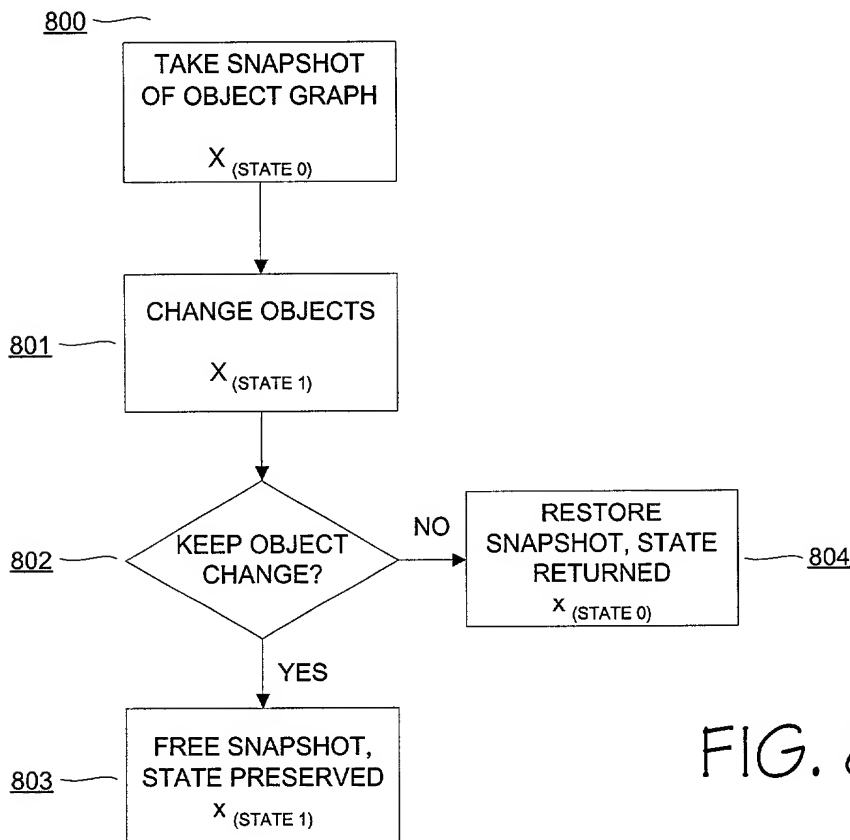 800
TAKE SNAPSHOT
OF OBJECT GRAPH
X (STATE 0)
801
CHANGE OBJECTS
X (STATE 1)
802
KEEP OBJECT
CHANGE?
NO
RESTORE
SNAPSHOT, STATE
RETURNED
x (STATE 0)
804
YES
803
FREE SNAPSHOT,
STATE PRESERVED
x (STATE 1)
FIG.